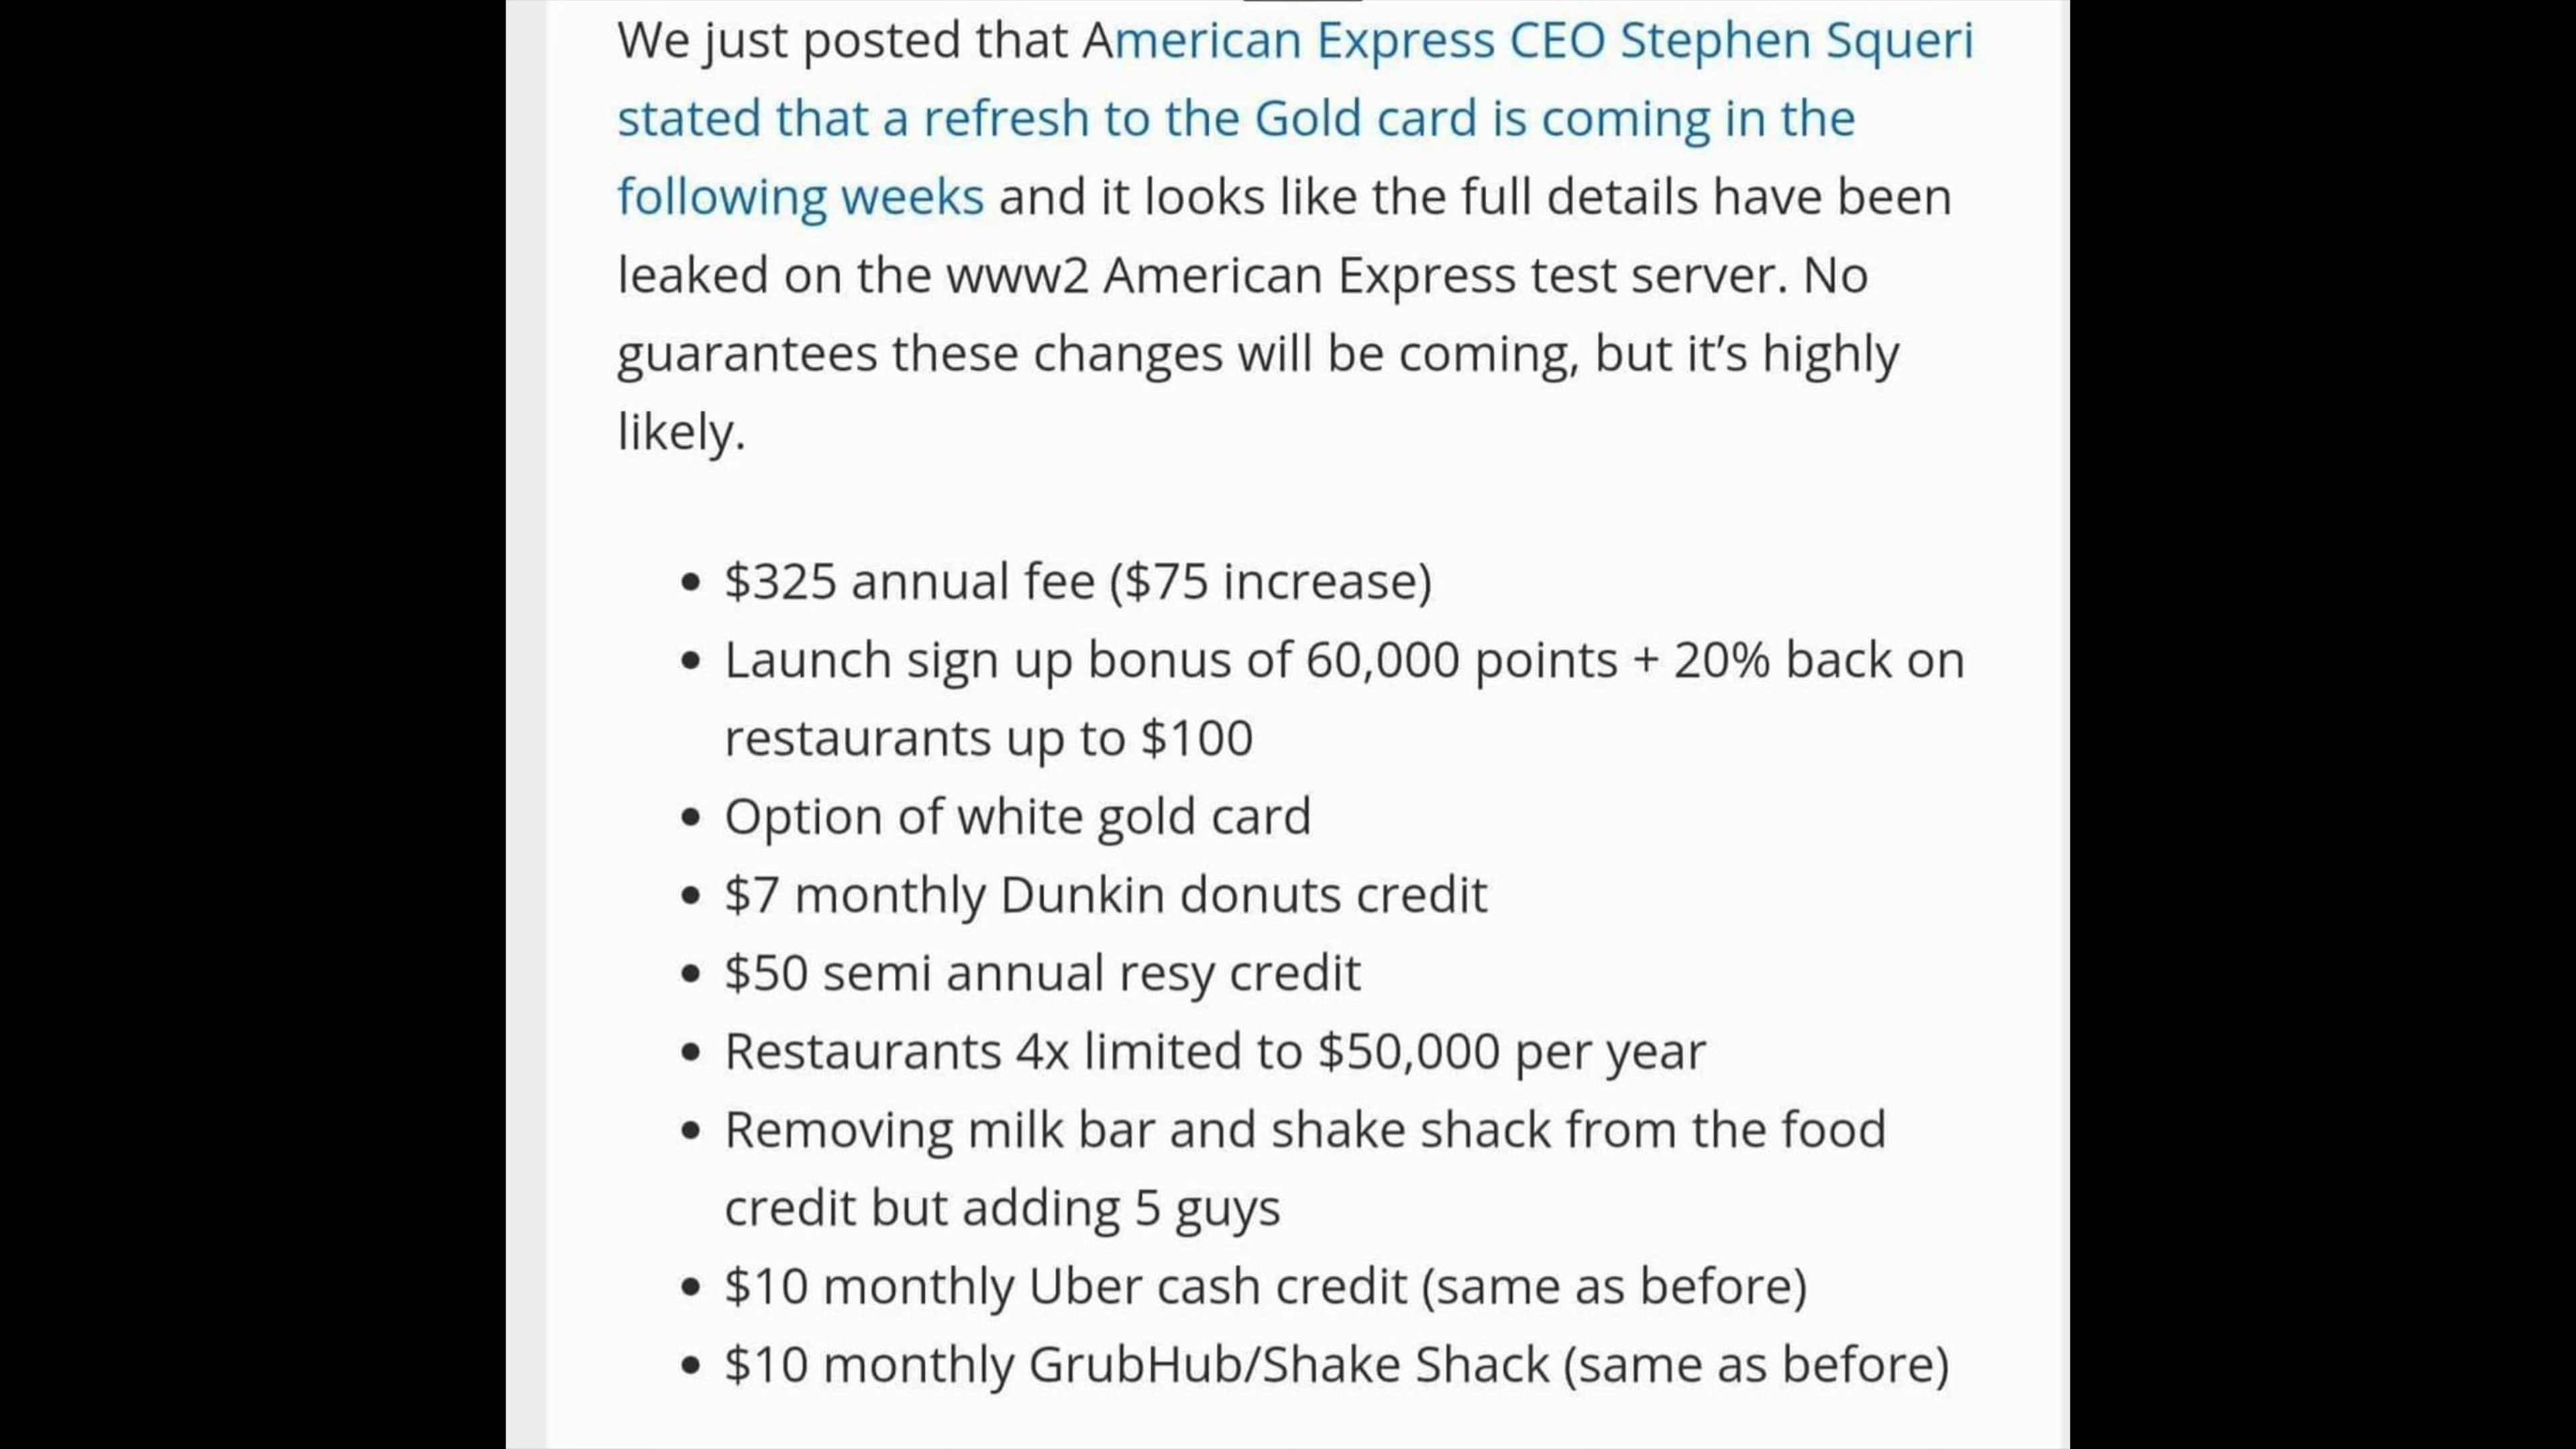 We just posted that American Express CEO Stephen Squeri
stated that a refresh to the Gold card is coming in the
following weeks and it looks like the full details have been
leaked on the www2 American Express test server. No
guarantees these changes will be coming, but it's highly
likely.
• $325 annual fee ($75 increase)
• Launch sign up bonus of 60,000 points + 20% back on
restaurants up to $100
• Option of white gold card
• $7 monthly Dunkin donuts credit
• $50 semi annual resy credit
• Restaurants 4x limited to $50,000 per year
• Removing milk bar and shake shack from the food
credit but adding 5 guys
• $10 monthly Uber cash credit (same as before)
• $10 monthly GrubHub/Shake Shack (same as before)